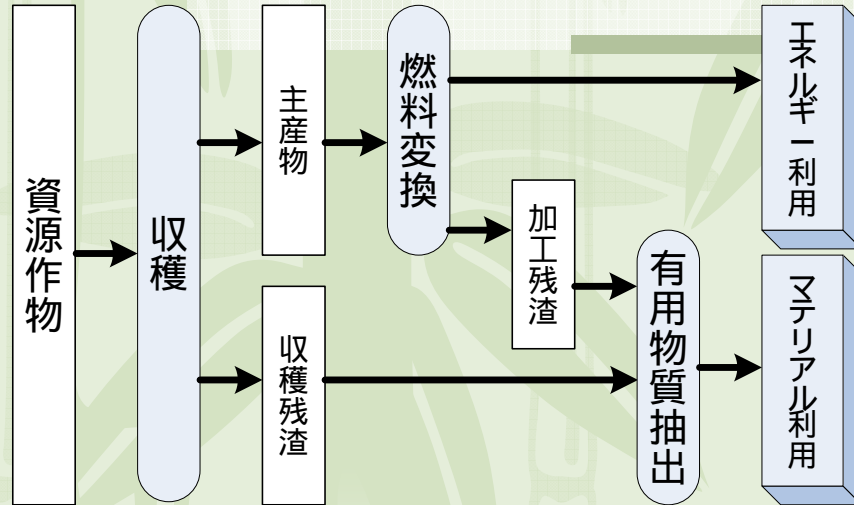 資源作物
収穫
主産物
収穫残渣
燃料変換
加工残渣
有用物質抽出
エネルギー利用
マテリアル利用